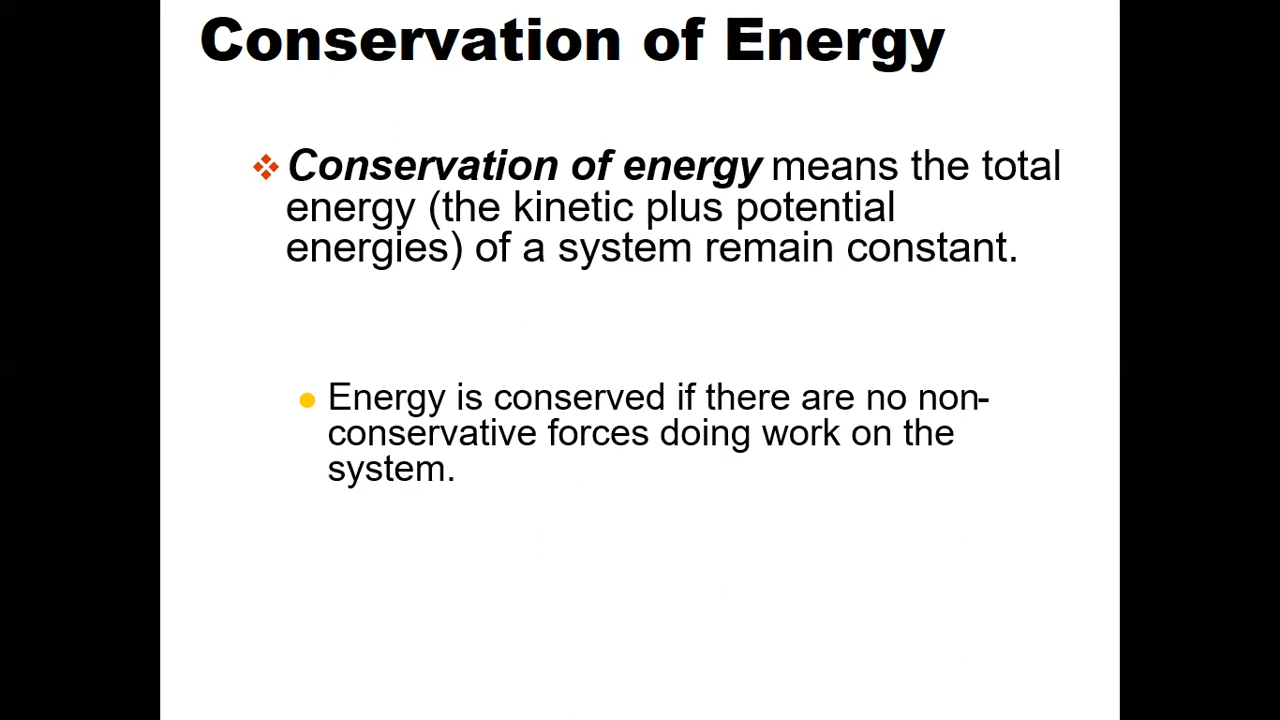 Conservation of Energy
Conservation of energy means the total
energy (the kinetic plus potential
energies) of a system remain constant.
Energy is conserved if there are no non-
conservative forces doing work on the
system.